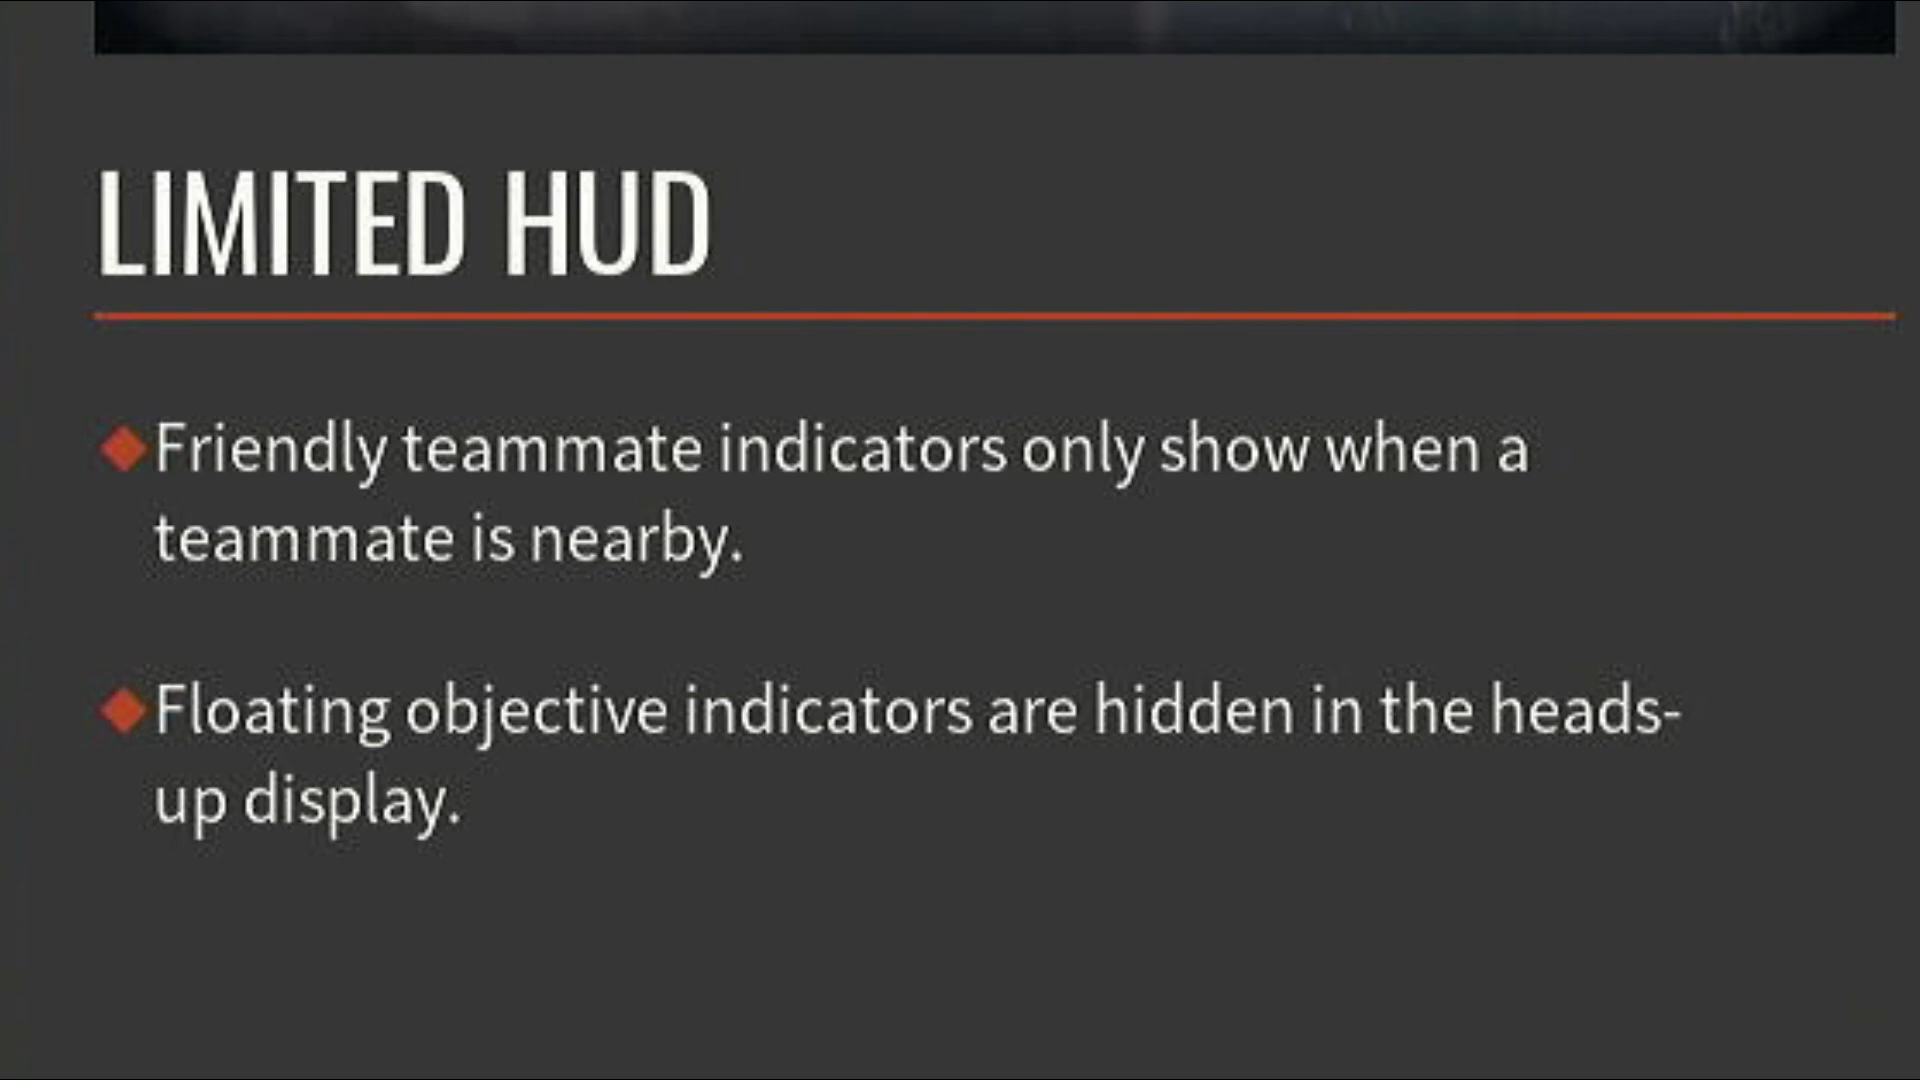 LIMITED HUD
Friendly teammate indicators only show when a
teammate is nearby.
Floating objective indicators are hidden in the heads-
up display.